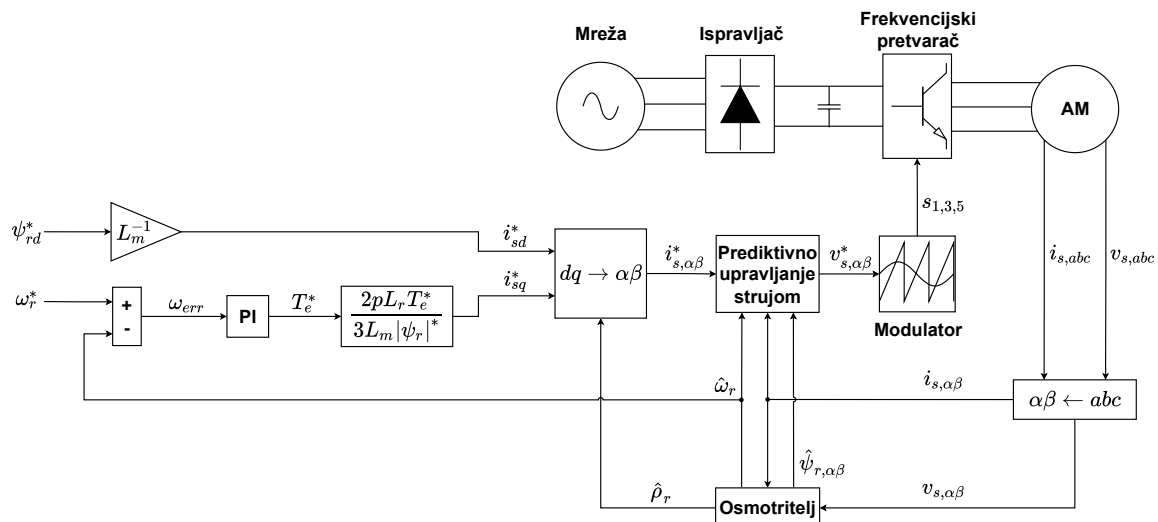 Mreža
Ispravljač
Frekvencijski
pretvarač
AM
s_{1,3,5}
ψ*_{rd}
L_m^{-1}
i*_{sd}
dq → αβ
i*_{s,αβ}
Prediktivno
upravljanje
strujom
v*_{s,αβ}
Modulator
i_{s,abc}
v_{s,abc}
ω*_r
+
-
ω_{err}
PI
T*_e
2pL_rT*_e
3L_m|ψ_r|*
i*_{sq}
ω̂_r
i_{s,αβ}
αβ ← abc
ψ̂_{r,αβ}
ρ̂_r
Osmotritelj
v_{s,αβ}